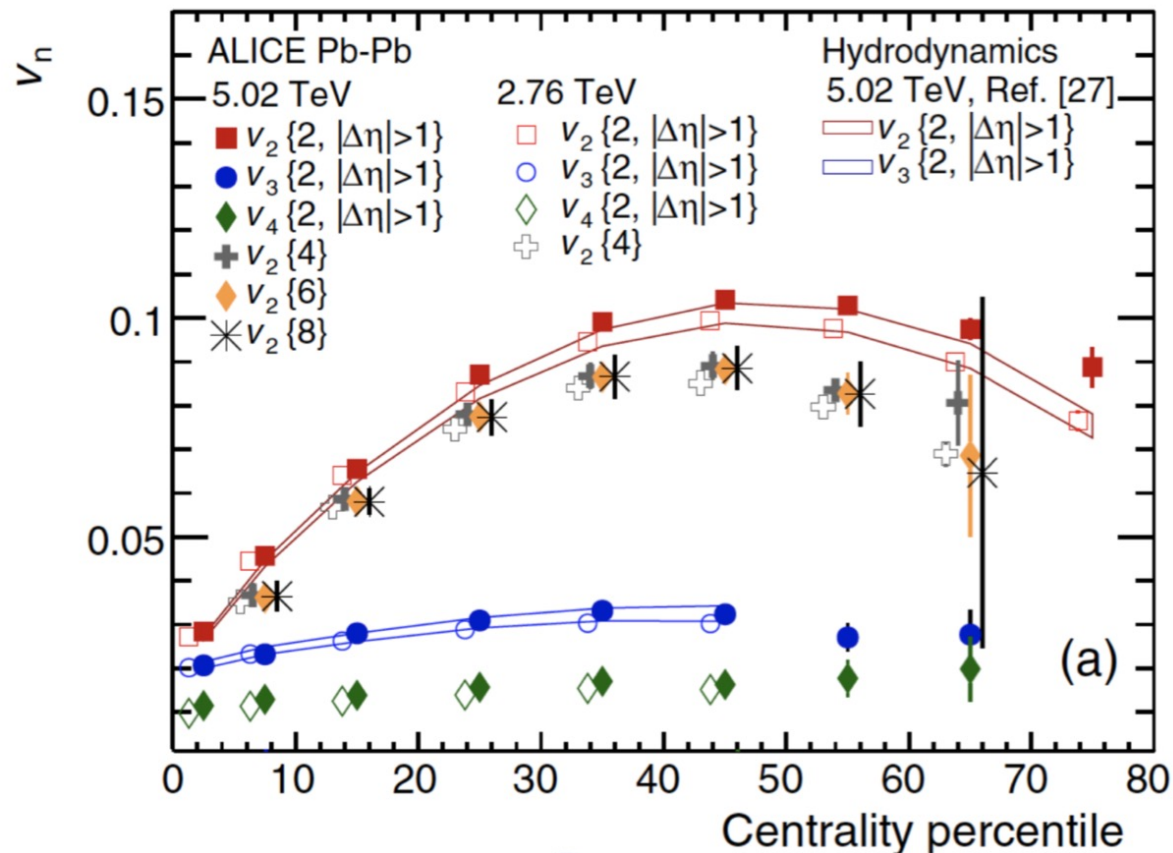 vₙ
ALICE Pb-Pb
5.02 TeV
v₂{2, |Δη|>1}
v₃{2, |Δη|>1}
v₄{2, |Δη|>1}
v₂{4}
v₂{6}
v₂{8}
2.76 TeV
v₂{2, |Δη|>1}
v₃{2, |Δη|>1}
v₄{2, |Δη|>1}
v₂{4}
Hydrodynamics
5.02 TeV, Ref. [27]
v₂{2, |Δη|>1}
v₃{2, |Δη|>1}
0.15
0.1
0.05
(a)
0 10 20 30 40 50 60 70 80
Centrality percentile